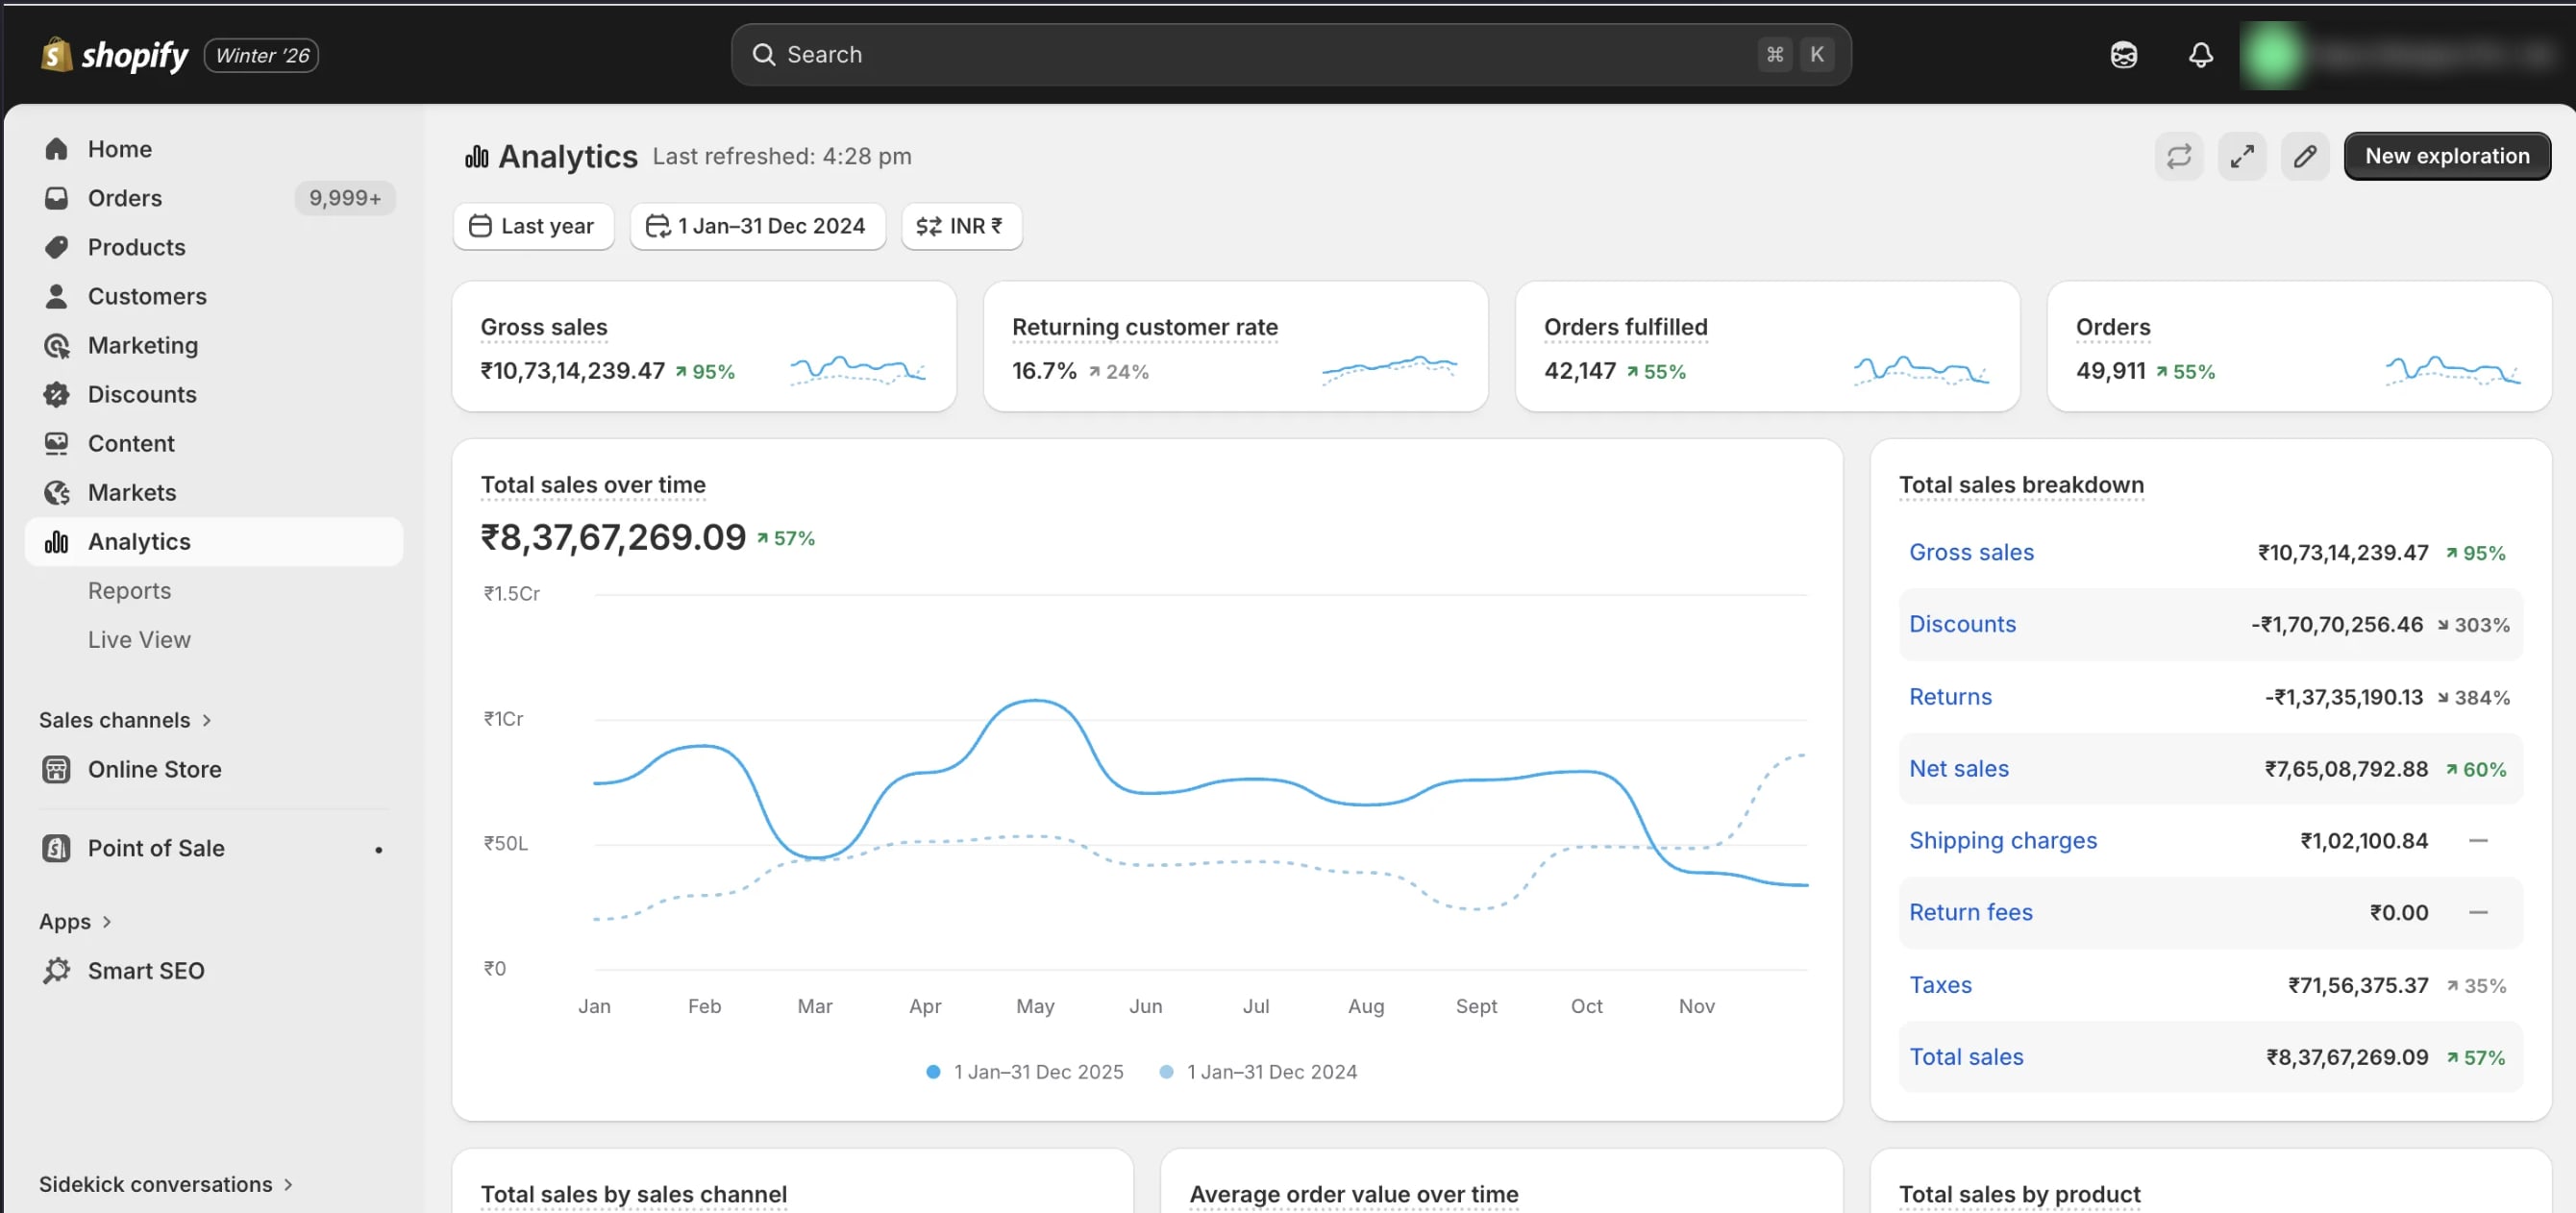 shopify Winter '26 Search ⌘ K
Home
Orders 9,999+
Products
Customers
Marketing
Discounts
Content
Markets
Analytics
Reports
Live View
Sales channels
Online Store
Point of Sale
Apps
Smart SEO
Sidekick conversations
Analytics Last refreshed: 4:28 pm New exploration
Last year 1 Jan–31 Dec 2024 INR ₹
Gross sales
₹10,73,14,239.47 95%
Returning customer rate
16.7% 24%
Orders fulfilled
42,147 55%
Orders
49,911 55%
Total sales over time
₹8,37,67,269.09 57%
₹1.5Cr
₹1Cr
₹50L
₹0
Jan Feb Mar Apr May Jun Jul Aug Sept Oct Nov
1 Jan–31 Dec 2025 1 Jan–31 Dec 2024
Total sales breakdown
Gross sales ₹10,73,14,239.47 95%
Discounts -₹1,70,70,256.46 303%
Returns -₹1,37,35,190.13 384%
Net sales ₹7,65,08,792.88 60%
Shipping charges ₹1,02,100.84 —
Return fees ₹0.00 —
Taxes ₹71,56,375.37 35%
Total sales ₹8,37,67,269.09 57%
Total sales by sales channel
Average order value over time
Total sales by product